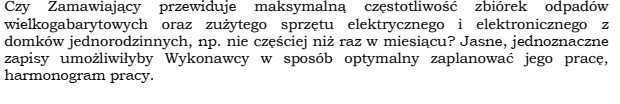 Czy Zamawiający przewiduje maksymalną częstotliwość zbiórek odpadów
wielkogabarytowych oraz zużytego sprzętu elektrycznego i elektronicznego z
domków jednorodzinnych, np. nie częściej niż raz w miesiącu? Jasne, jednoznaczne
zapisy umożliwiłyby Wykonawcy w sposób optymalny zaplanować jego pracę,
harmonogram pracy.